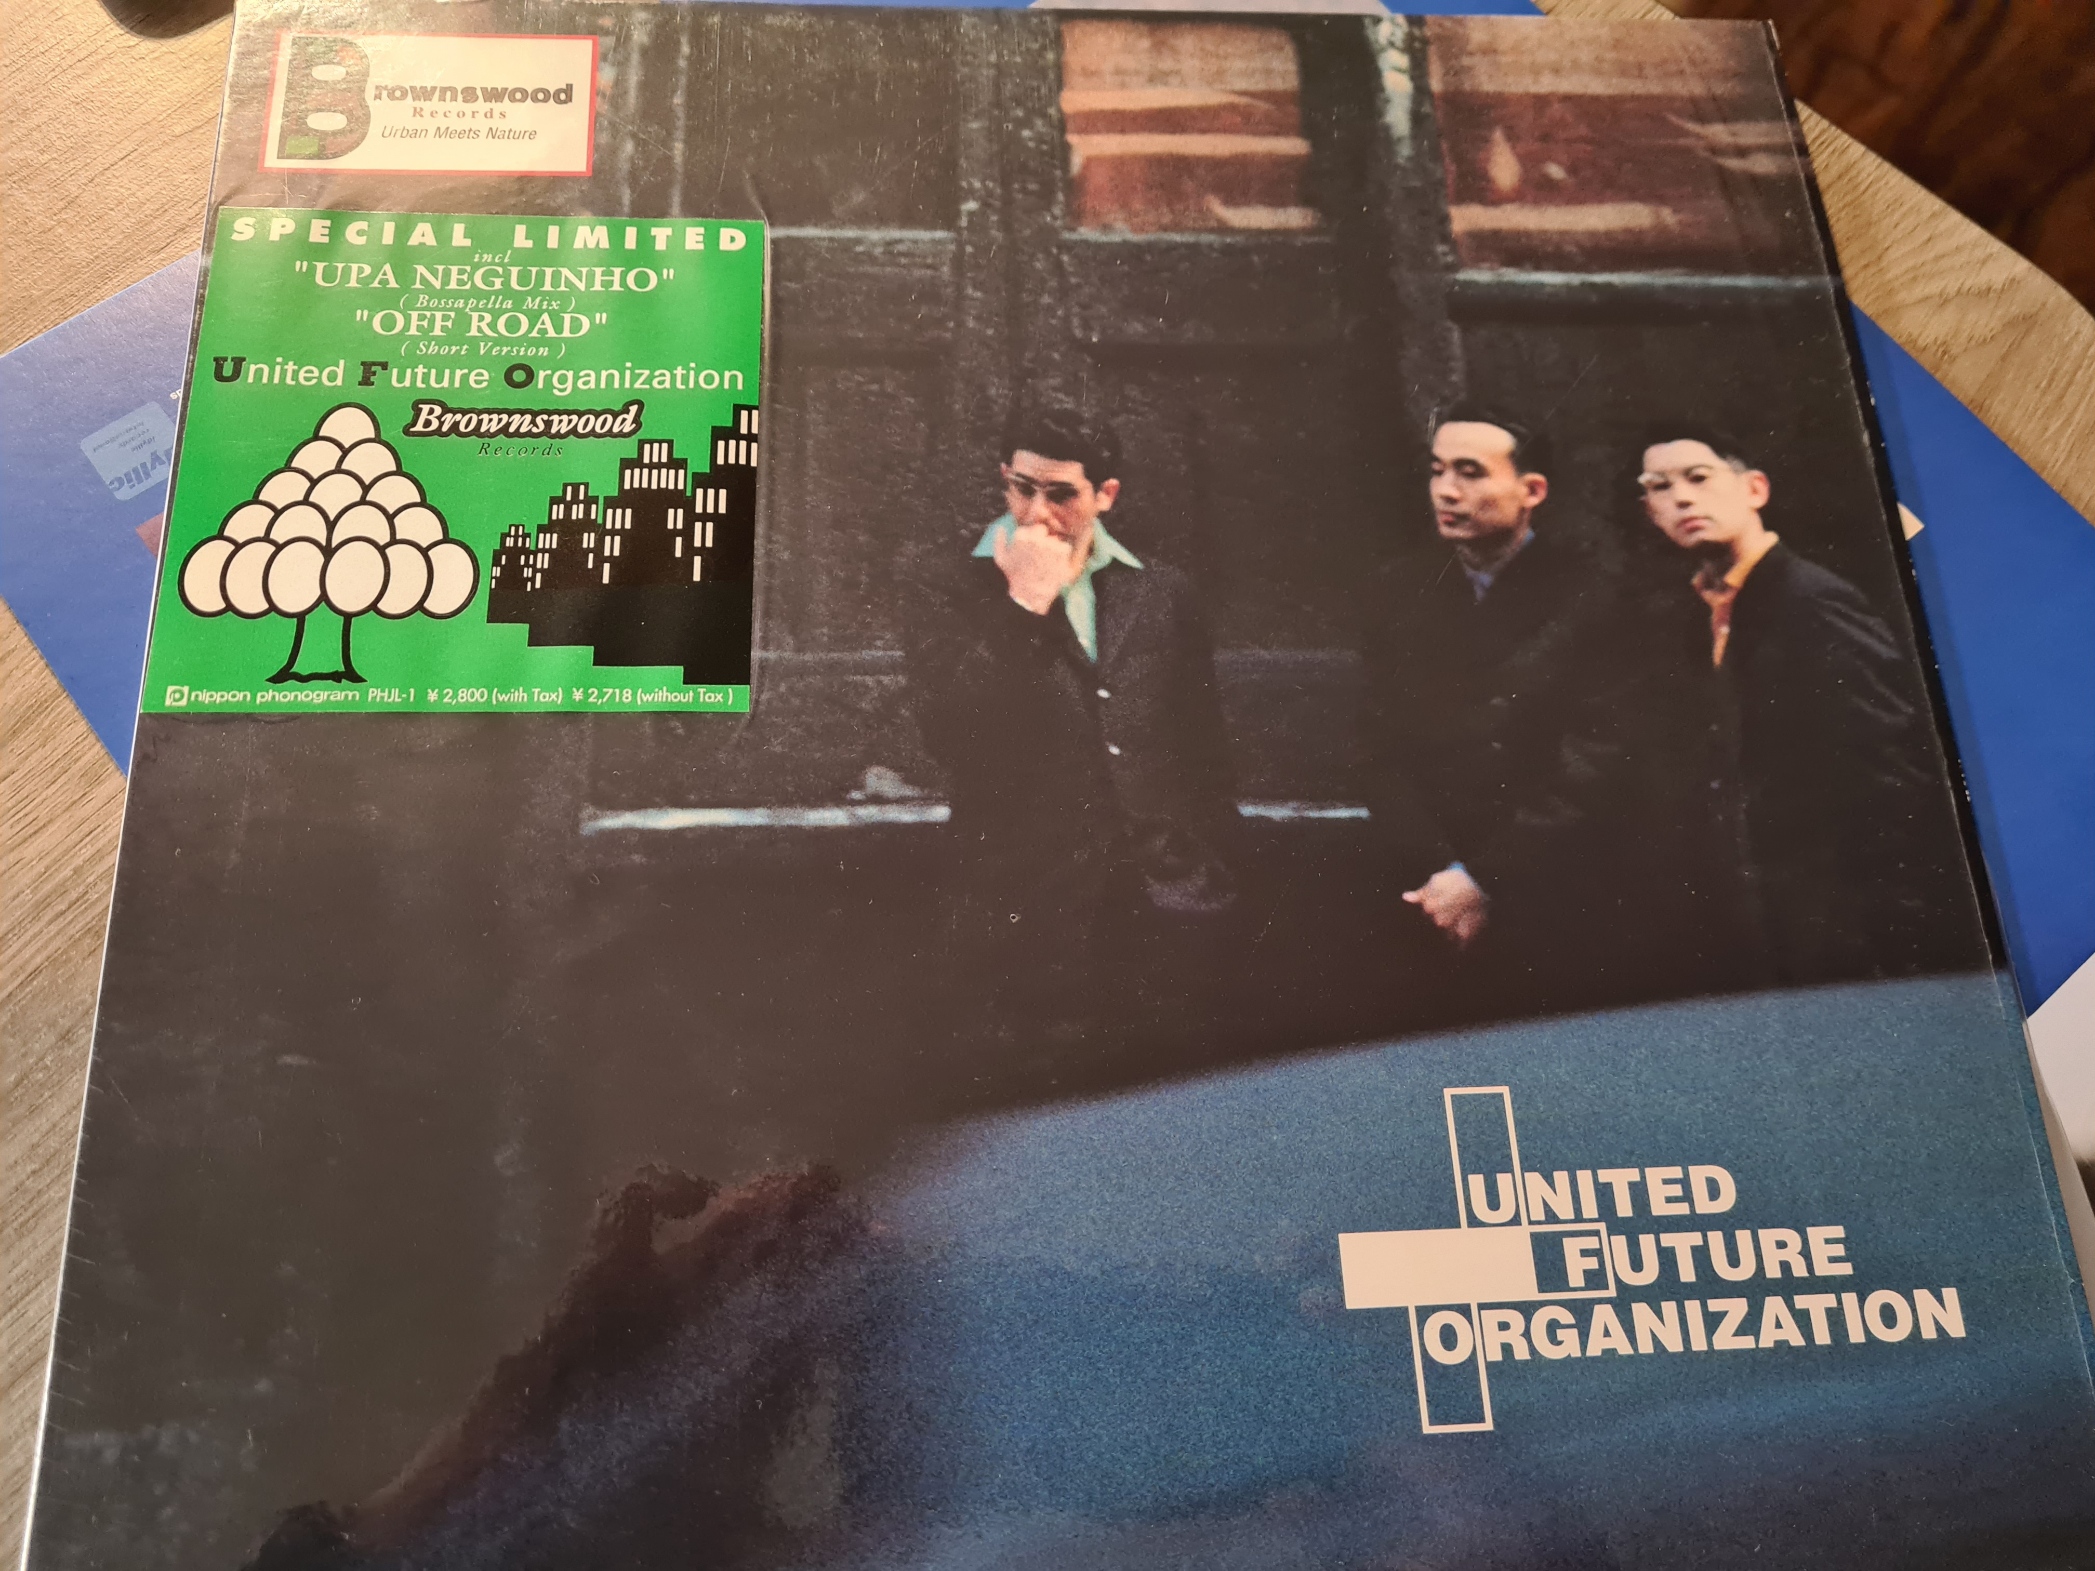 Brownswood
Records
Urban Meets Nature
SPECIAL LIMITED
incl
"UPA NEGUINHO"
( Bossapella Mix )
"OFF ROAD"
( Short Version )
United Future Organization
Brownswood
Records
nippon phonogram PHJL-1 ¥ 2,800 (with Tax) ¥ 2,718 (without Tax )
UNITED
FUTURE
ORGANIZATION